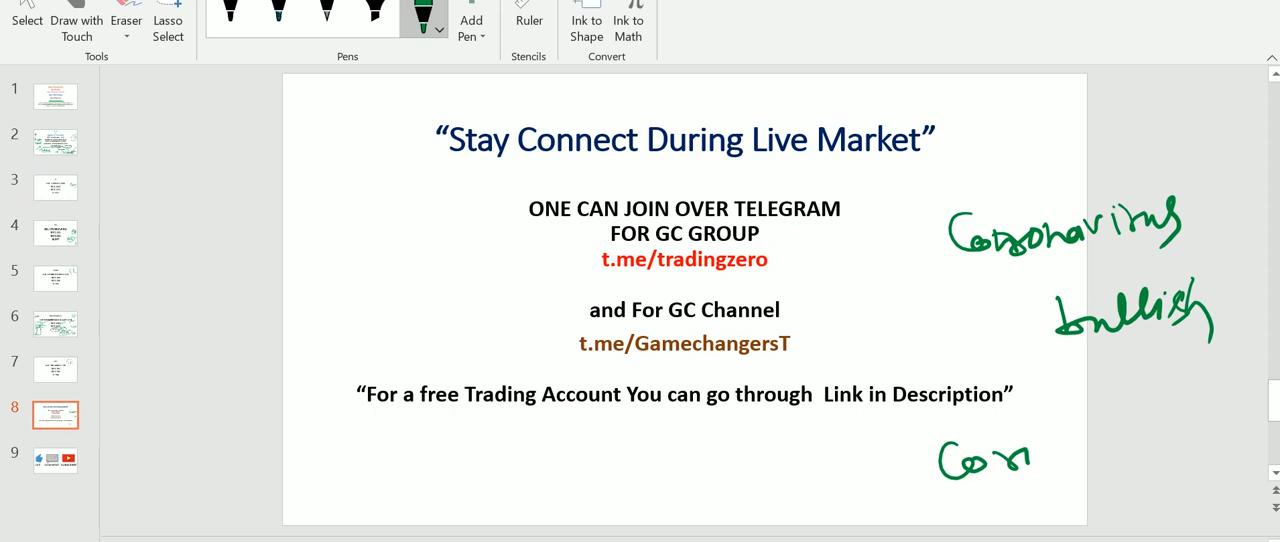 Select
Draw with Touch
Eraser
Lasso Select
Add Pen
Ruler
Ink to Shape
Ink to Math
Tools
Pens
Stencils
Convert
1
2
3
4
5
6
7
8
9
“Stay Connect During Live Market”
ONE CAN JOIN OVER TELEGRAM
FOR GC GROUP
t.me/tradingzero
and For GC Channel
t.me/GamechangersT
“For a free Trading Account You can go through Link in Description”
Coronavirus
bullish
Cor